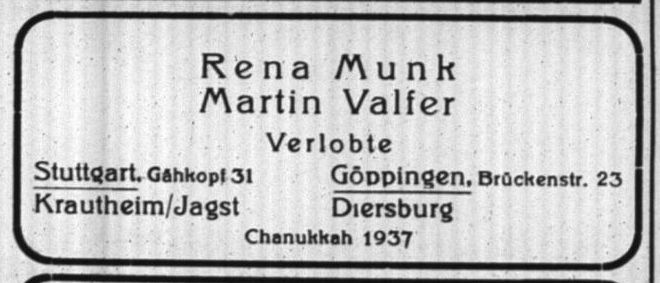 Rena Munk
Martin Valfer
Verlobte
Stuttgart, Gähkopf 31 Göppingen, Brückenstr. 23
Krautheim/Jagst Diersburg
Chanukkah 1937